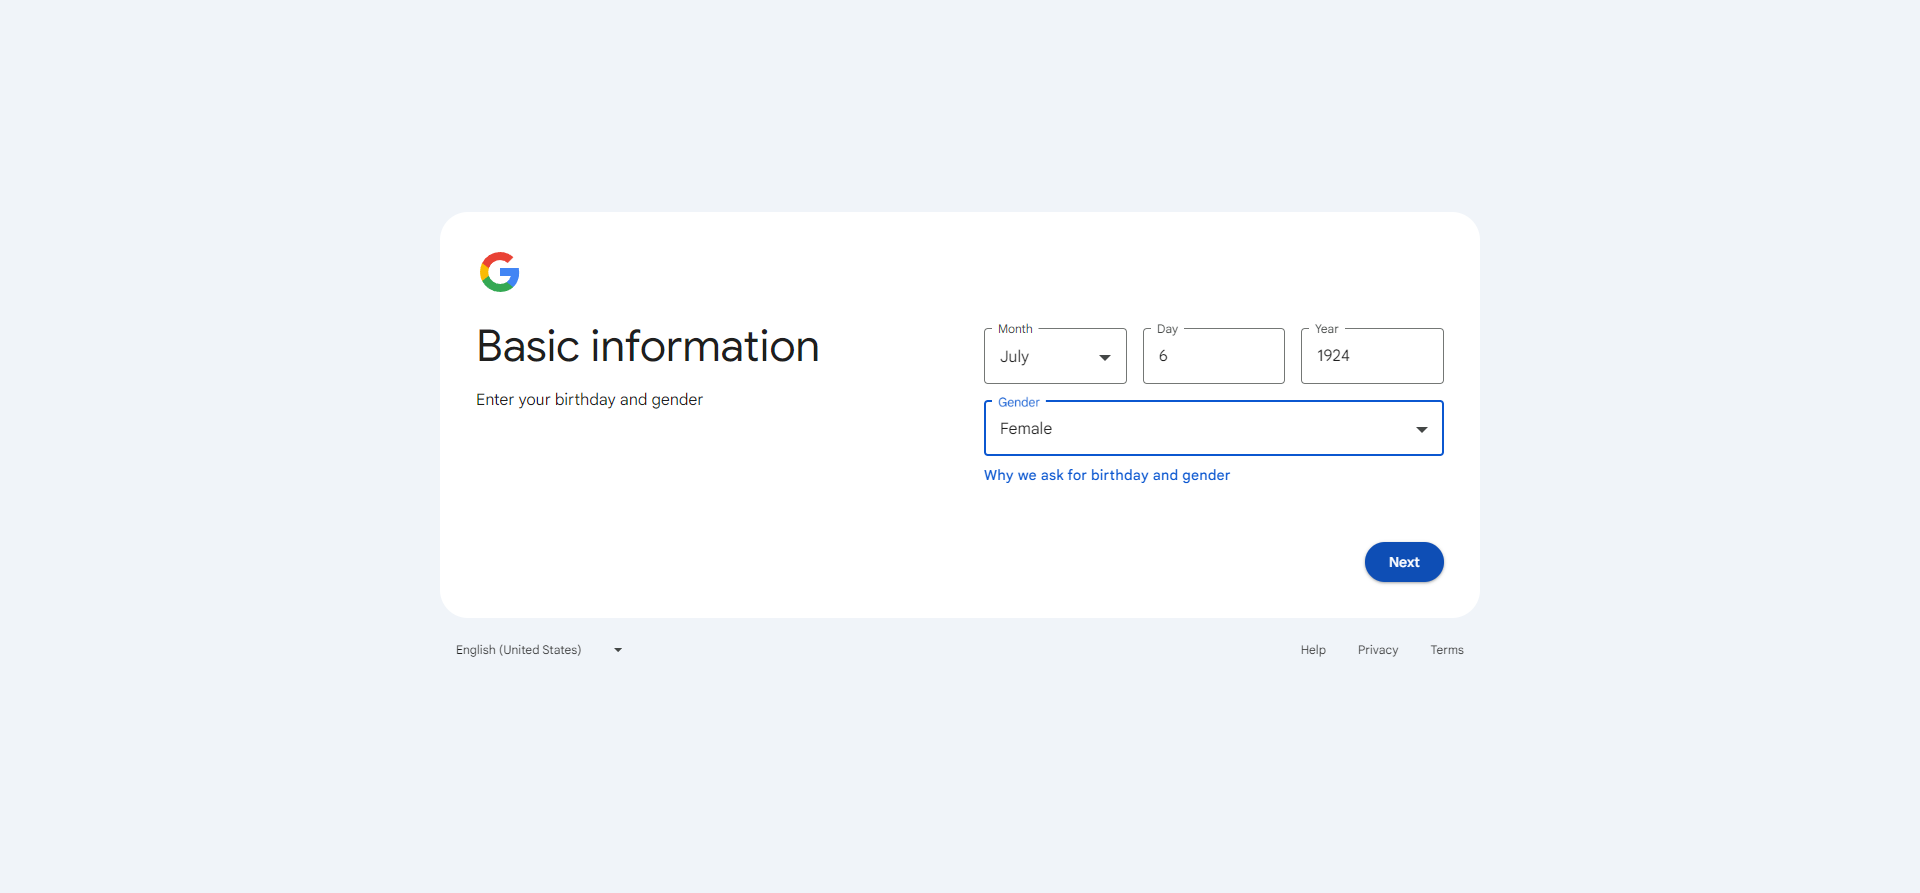 Basic information
Enter your birthday and gender
Month
July
Day
6
Year
1924
Gender
Female
Why we ask for birthday and gender
Next
English (United States)
Help
Privacy
Terms